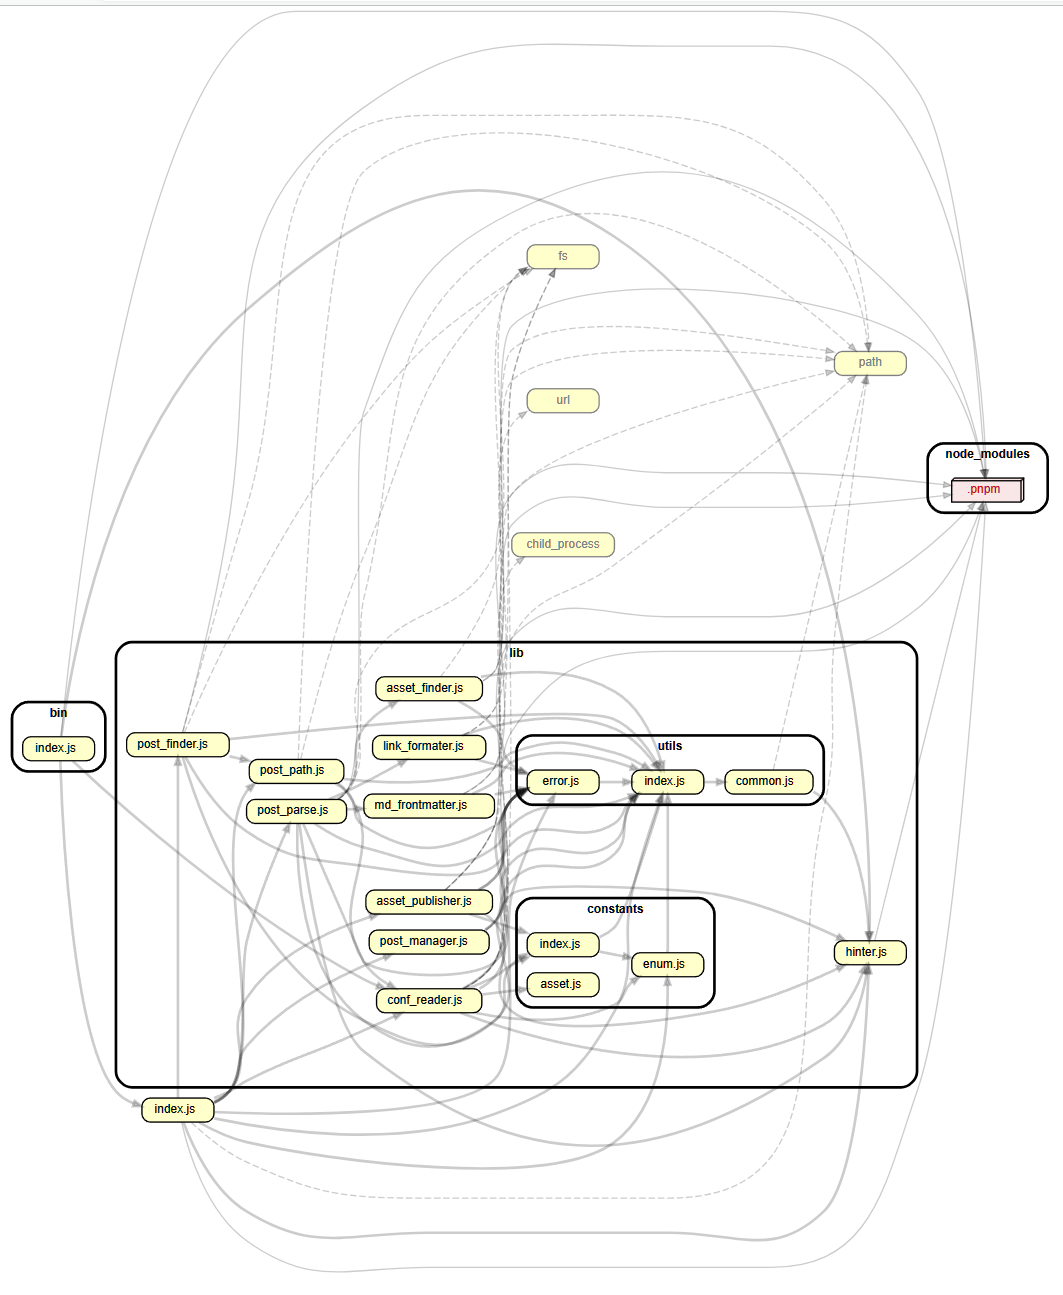 fs
path
url
node_modules
.pnpm
child_process
lib
asset_finder.js
bin
index.js
post_finder.js
link_formater.js
utils
post_path.js
error.js
index.js
common.js
post_parse.js
md_frontmatter.js
asset_publisher.js
constants
post_manager.js
index.js
hinter.js
enum.js
asset.js
conf_reader.js
index.js